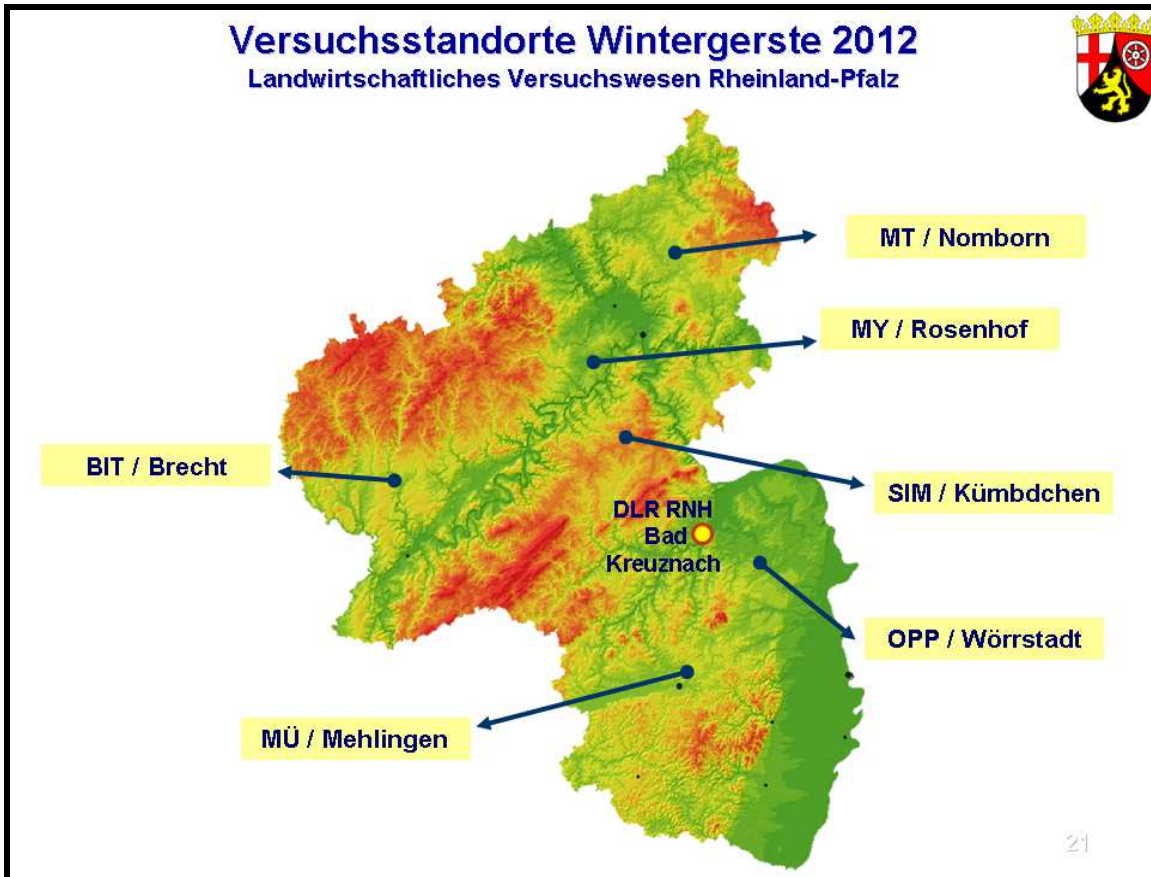 Versuchsstandorte Wintergerste 2012
Landwirtschaftliches Versuchswesen Rheinland-Pfalz
MT / Nomborn
MY / Rosenhof
BIT / Brecht
SIM / Kümbdchen
DLR RNH
Bad
Kreuznach
OPP / Wörrstadt
MÜ / Mehlingen
21